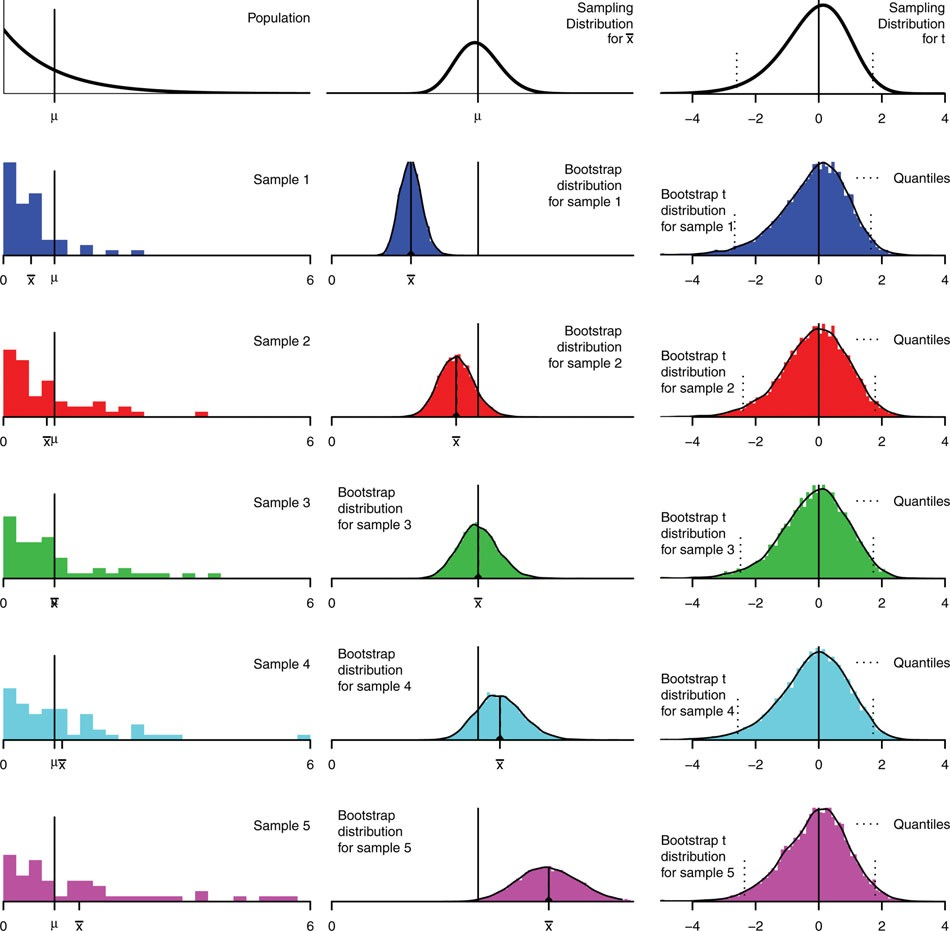 Population
μ
Sampling
Distribution
for x̅
μ
Sampling
Distribution
for t
−4 −2 0 2 4
Sample 1
0 x̅ μ 6
Bootstrap
distribution
for sample 1
0 x̅
Bootstrap t
distribution
for sample 1
Quantiles
−4 −2 0 2 4
Sample 2
0 x̅ μ 6
Bootstrap
distribution
for sample 2
0 x̅
Bootstrap t
distribution
for sample 2
Quantiles
−4 −2 0 2 4
Sample 3
0 6
Bootstrap
distribution
for sample 3
0 x̅
Bootstrap t
distribution
for sample 3
Quantiles
−4 −2 0 2 4
Sample 4
0 μ x̅ 6
Bootstrap
distribution
for sample 4
0 x̅
Bootstrap t
distribution
for sample 4
Quantiles
−4 −2 0 2 4
Sample 5
0 μ x̅ 6
Bootstrap
distribution
for sample 5
0 x̅
Bootstrap t
distribution
for sample 5
Quantiles
−4 −2 0 2 4